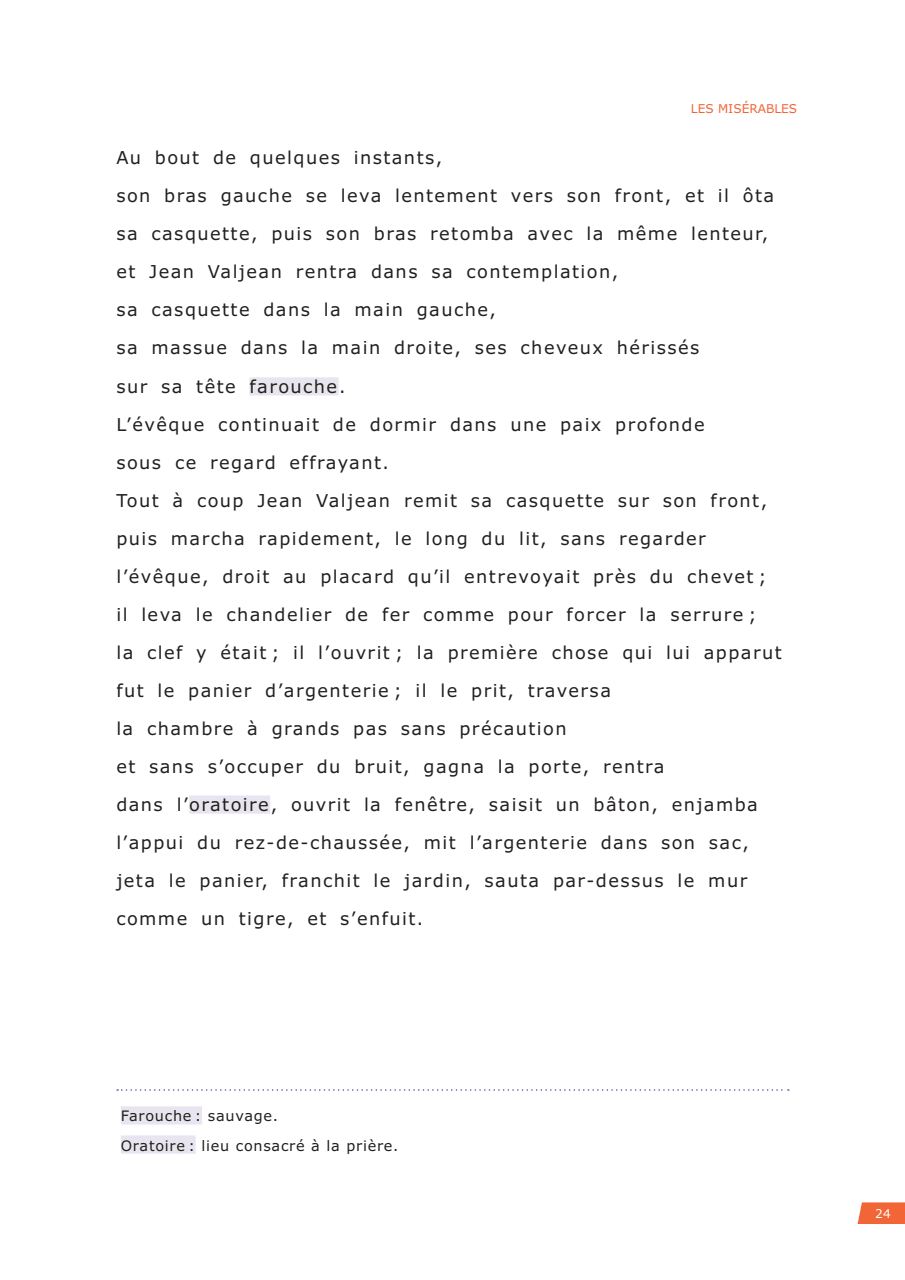 LES MISÉRABLES
Au bout de quelques instants,
son bras gauche se leva lentement vers son front, et il ôta
sa casquette, puis son bras retomba avec la même lenteur,
et Jean Valjean rentra dans sa contemplation,
sa casquette dans la main gauche,
sa massue dans la main droite, ses cheveux hérissés
sur sa tête farouche.
L’évêque continuait de dormir dans une paix profonde
sous ce regard effrayant.
Tout à coup Jean Valjean remit sa casquette sur son front,
puis marcha rapidement, le long du lit, sans regarder
l’évêque, droit au placard qu’il entrevoyait près du chevet ;
il leva le chandelier de fer comme pour forcer la serrure ;
la clef y était ; il l’ouvrit ; la première chose qui lui apparut
fut le panier d’argenterie ; il le prit, traversa
la chambre à grands pas sans précaution
et sans s’occuper du bruit, gagna la porte, rentra
dans l’oratoire, ouvrit la fenêtre, saisit un bâton, enjamba
l’appui du rez-de-chaussée, mit l’argenterie dans son sac,
jeta le panier, franchit le jardin, sauta par-dessus le mur
comme un tigre, et s’enfuit.
Farouche : sauvage.
Oratoire : lieu consacré à la prière.
24